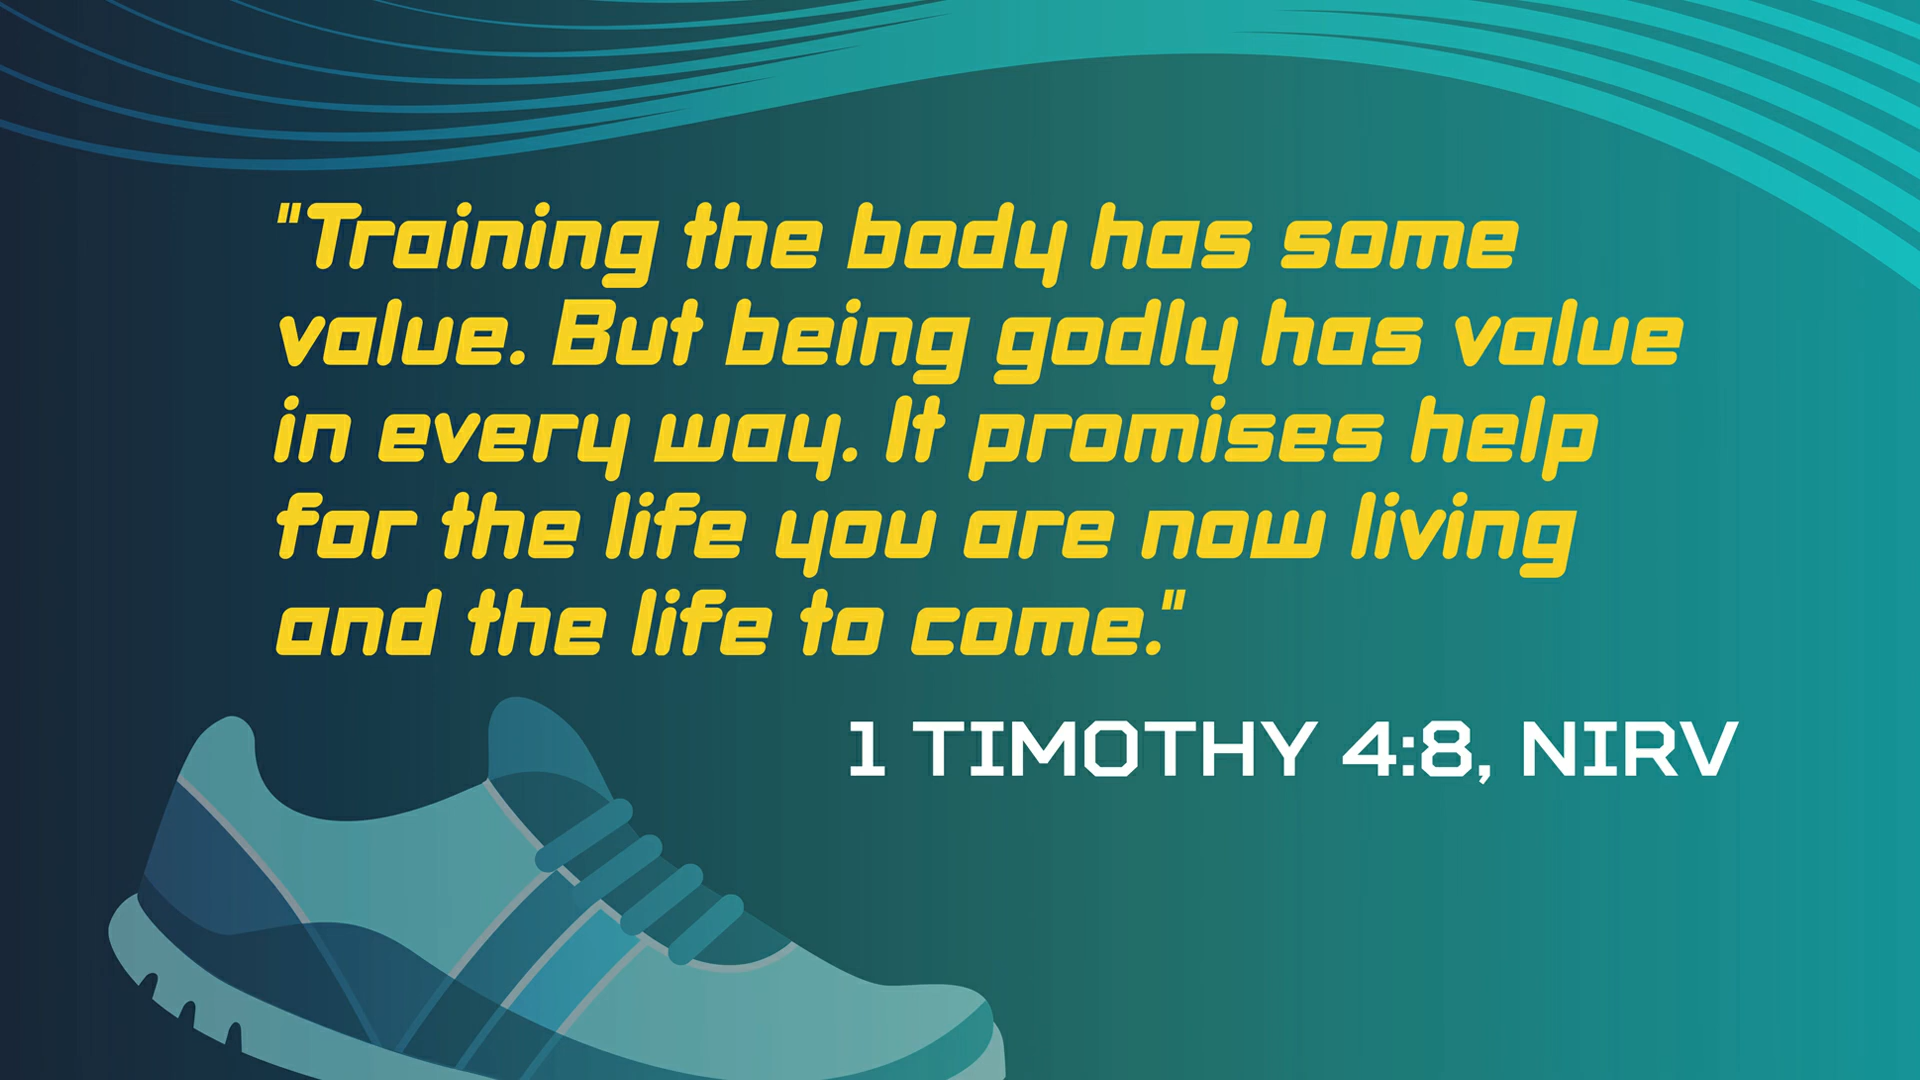 "Training the body has some
value. But being godly has value
in every way. It promises help
for the life you are now living
and the life to come."
1 TIMOTHY 4:8, NIRV